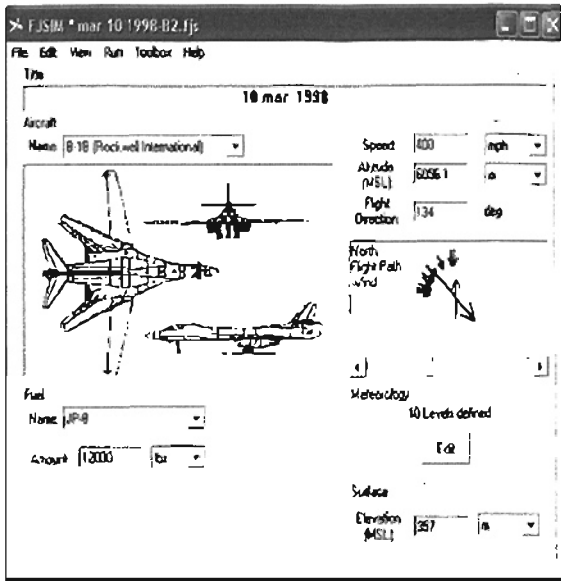 FJSIM * mar 10 1998-B2.fjs
File Edit View Run Toolbox Help
Title
10 mar 1998
Aircraft
Name B-1B (Rockwell International)
Speed 400 mph
Altitude (MSL) 6096.1 m
Flight Direction 134 deg
North
Flight Path
Wind
Fuel
Name JP-8
Amount 12000 lbs
Meteorology
10 Levels defined
Edit
Surface
Elevation (MSL) 357 m